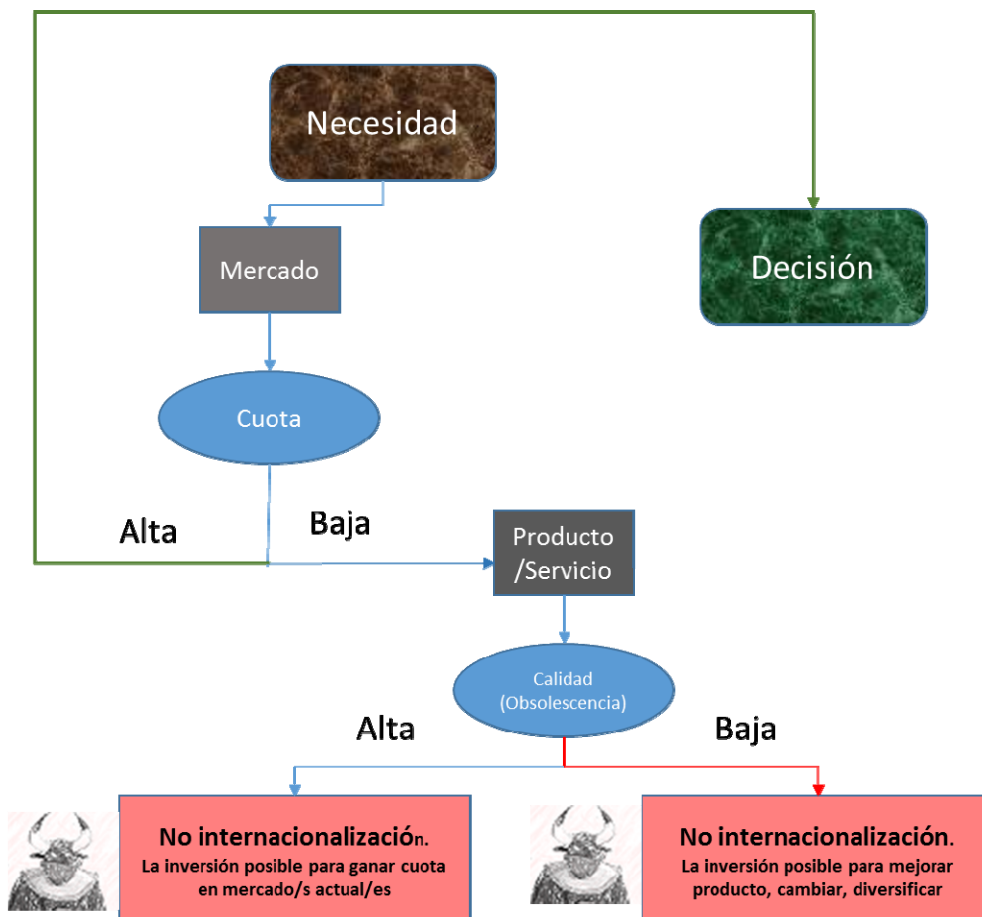 Necesidad
Decisión
Mercado
Cuota
Alta
Baja
Producto
/Servicio
Calidad
(Obsolescencia)
Alta
Baja
No internacionalización.
La inversión posible para ganar cuota
en mercado/s actual/es
No internacionalización.
La inversión posible para mejorar
producto, cambiar, diversificar